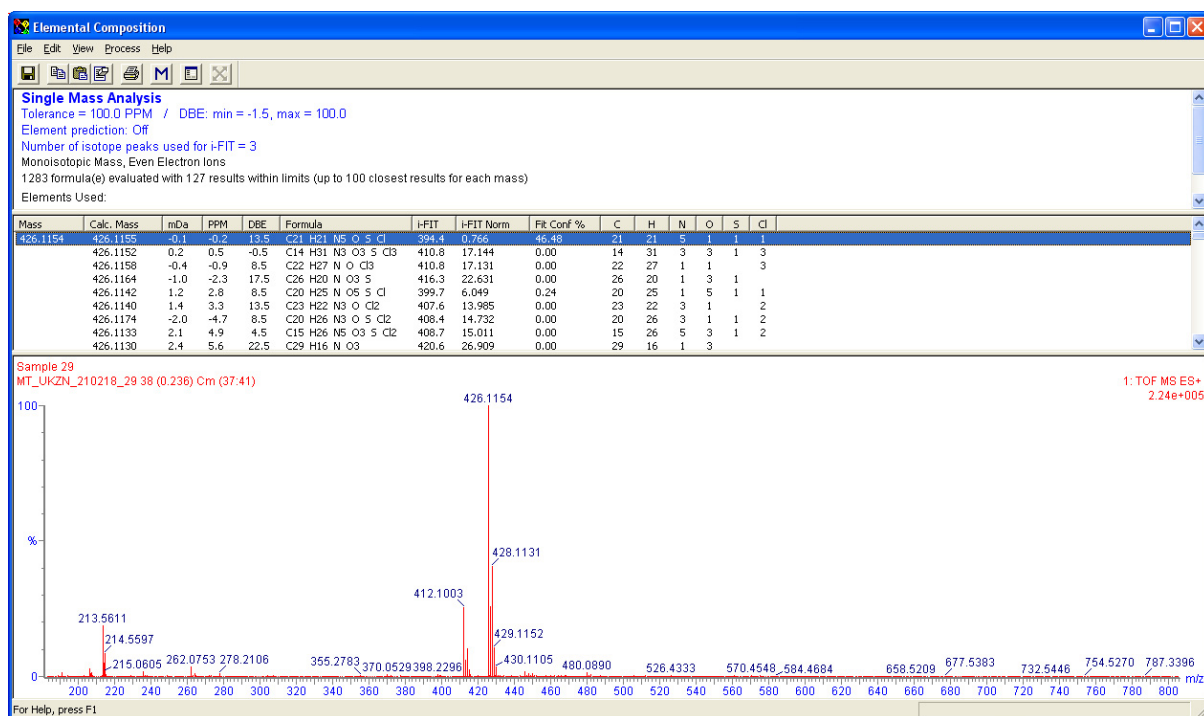 Elemental Composition
File Edit View Process Help
Single Mass Analysis
Tolerance = 100.0 PPM / DBE: min = -1.5, max = 100.0
Element prediction: Off
Number of isotope peaks used for i-FIT = 3
Monoisotopic Mass, Even Electron Ions
1283 formula(e) evaluated with 127 results within limits (up to 100 closest results for each mass)
Elements Used:
Mass Calc. Mass mDa PPM DBE Formula i-FIT i-FIT Norm Fit Conf % C H N O S Cl
426.1154 426.1155 -0.1 -0.2 13.5 C21 H21 N5 O S Cl 394.4 0.766 46.48 21 21 5 1 1 1
426.1152 0.2 0.5 -0.5 C14 H31 N3 O3 S Cl3 410.8 17.144 0.00 14 31 3 3 1 3
426.1158 -0.4 -0.9 8.5 C22 H27 N O Cl3 410.8 17.131 0.00 22 27 1 1 3
426.1164 -1.0 -2.3 17.5 C26 H20 N O3 S 416.3 22.631 0.00 26 20 1 3 1
426.1142 1.2 2.8 8.5 C20 H25 N O5 S Cl 399.7 6.049 0.24 20 25 1 5 1 1
426.1140 1.4 3.3 13.5 C23 H22 N3 O Cl2 407.6 13.985 0.00 23 22 3 1 2
426.1174 -2.0 -4.7 8.5 C20 H26 N3 O S Cl2 408.4 14.732 0.00 20 26 3 1 1 2
426.1133 2.1 4.9 4.5 C15 H26 N5 O3 S Cl2 408.7 15.011 0.00 15 26 5 3 1 2
426.1130 2.4 5.6 22.5 C29 H16 N O3 420.6 26.909 0.00 29 16 1 3
Sample 29
MT_UKZN_210218_29 38 (0.236) Cm (37:41)
1: TOF MS ES+
2.24e+005
100
%
0
426.1154
428.1131
412.1003
213.5611
214.5597
429.1152
215.0605
262.0753
278.2106
355.2783
370.0529
398.2296
430.1105
480.0890
526.4333
570.4548
584.4684
658.5209
677.5383
732.5446
754.5270
787.3396
200 220 240 260 280 300 320 340 360 380 400 420 440 460 480 500 520 540 560 580 600 620 640 660 680 700 720 740 760 780 800 m/z
For Help, press F1